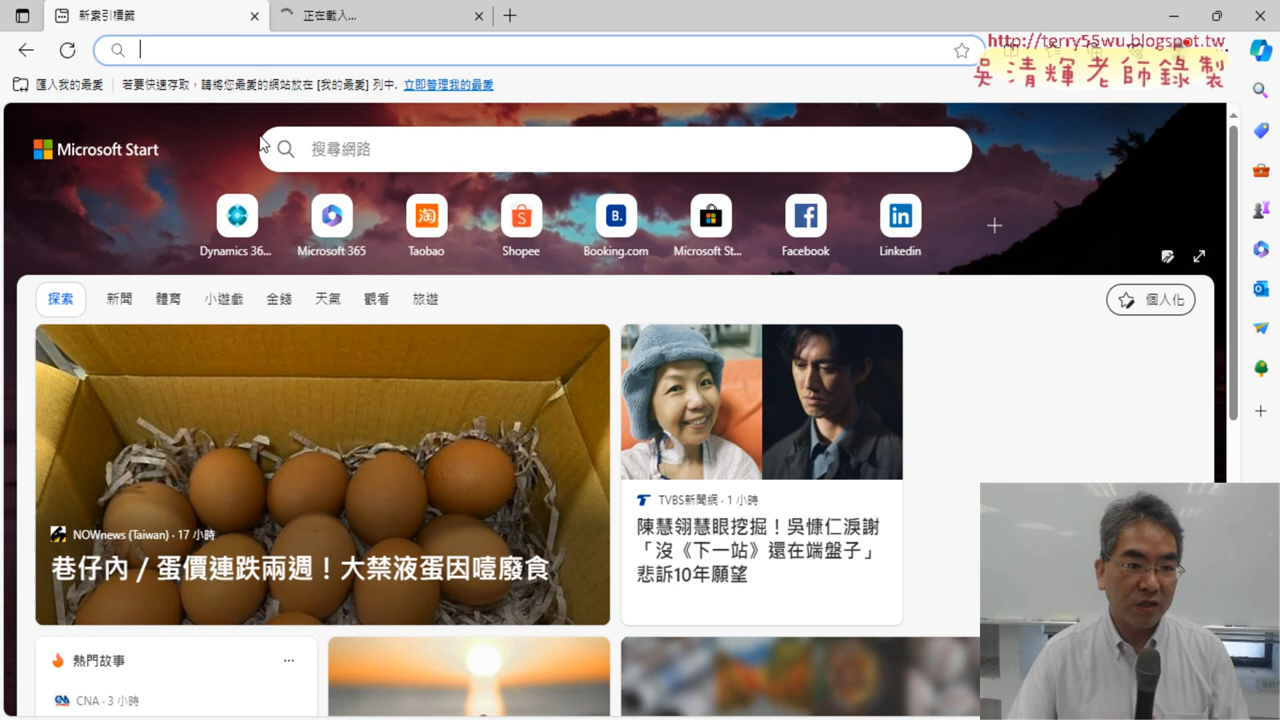 新索引標籤
正在載入...
http://terry55wu.blogspot.tw
吳清輝老師錄製
匯入我的最愛
若要快速存取，請將您最愛的網站放在 [我的最愛] 列中. 立即管理我的最愛
Microsoft Start
搜尋網路
Dynamics 36...
Microsoft 365
Taobao
Shopee
Booking.com
Microsoft St...
Facebook
Linkedin
探索 新聞 體育 小遊戲 金錢 天氣 觀看 旅遊
個人化
NOWnews (Taiwan) · 17 小時
巷仔內 / 蛋價連跌兩週！大禁液蛋因噎廢食
TVBS新聞網 · 1 小時
陳慧翎慧眼挖掘！吳慷仁淚謝
「沒《下一站》還在端盤子」
悲訴10年願望
熱門故事
CNA · 3 小時